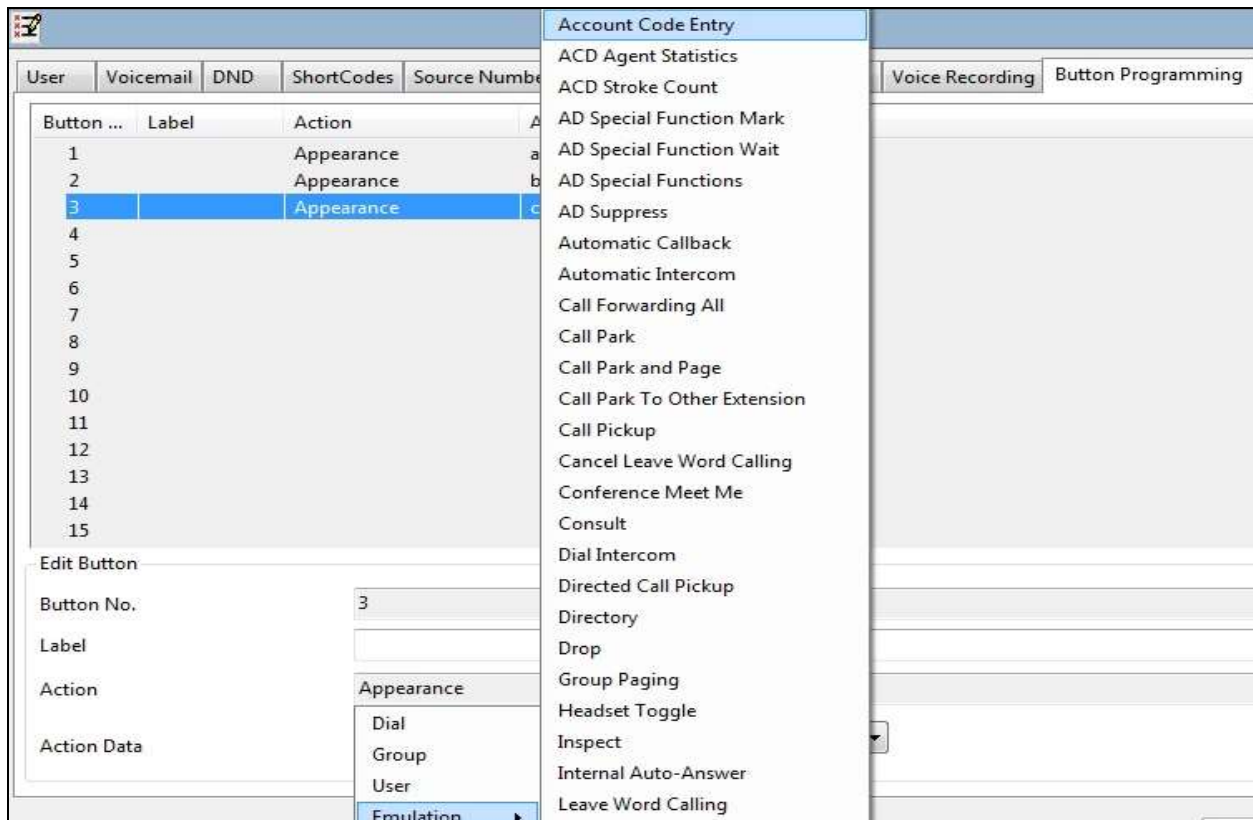 User Voicemail DND ShortCodes Source Numbe Voice Recording Button Programming
Button ... Label Action A
1 Appearance a
2 Appearance b
3 Appearance c
4
5
6
7
8
9
10
11
12
13
14
15
Edit Button
Button No. 3
Label
Action Appearance
Action Data
Dial
Group
User
Emulation
Account Code Entry
ACD Agent Statistics
ACD Stroke Count
AD Special Function Mark
AD Special Function Wait
AD Special Functions
AD Suppress
Automatic Callback
Automatic Intercom
Call Forwarding All
Call Park
Call Park and Page
Call Park To Other Extension
Call Pickup
Cancel Leave Word Calling
Conference Meet Me
Consult
Dial Intercom
Directed Call Pickup
Directory
Drop
Group Paging
Headset Toggle
Inspect
Internal Auto-Answer
Leave Word Calling